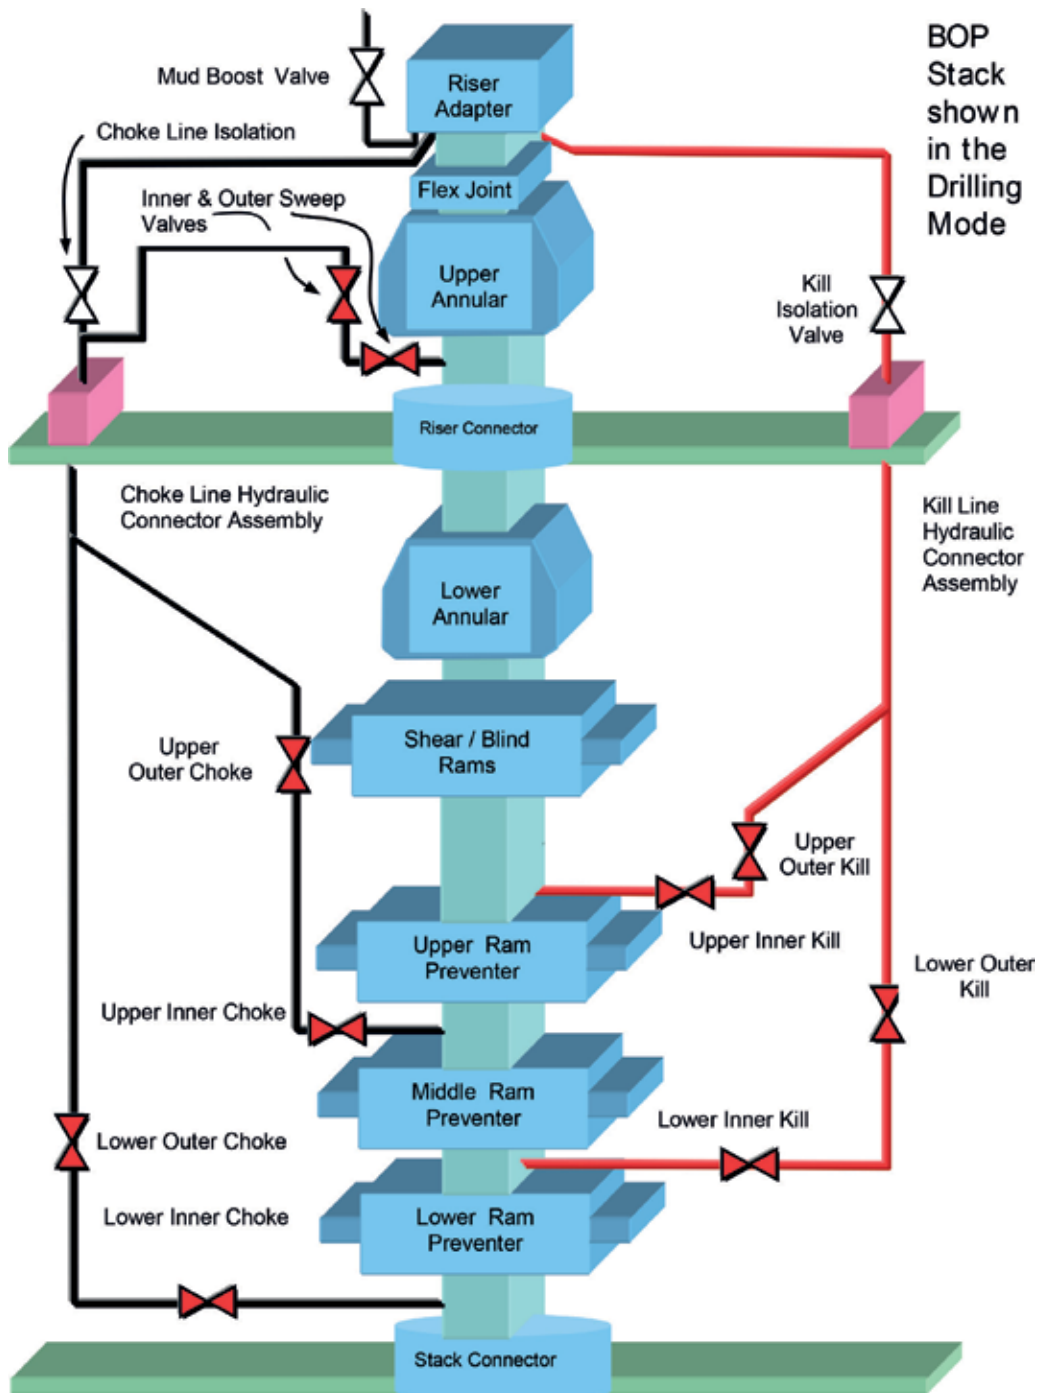 BOP
Stack
shown
in the
Drilling
Mode
Mud Boost Valve
Riser
Adapter
Choke Line Isolation
Flex Joint
Inner & Outer Sweep
Valves
Upper
Annular
Kill
Isolation
Valve
Riser Connector
Choke Line Hydraulic
Connector Assembly
Kill Line
Hydraulic
Connector
Assembly
Lower
Annular
Shear / Blind
Rams
Upper
Outer Choke
Upper
Outer Kill
Upper Ram
Preventer
Upper Inner Kill
Lower Outer
Kill
Upper Inner Choke
Middle Ram
Preventer
Lower Inner Kill
Lower Outer Choke
Lower Inner Choke
Lower Ram
Preventer
Stack Connector